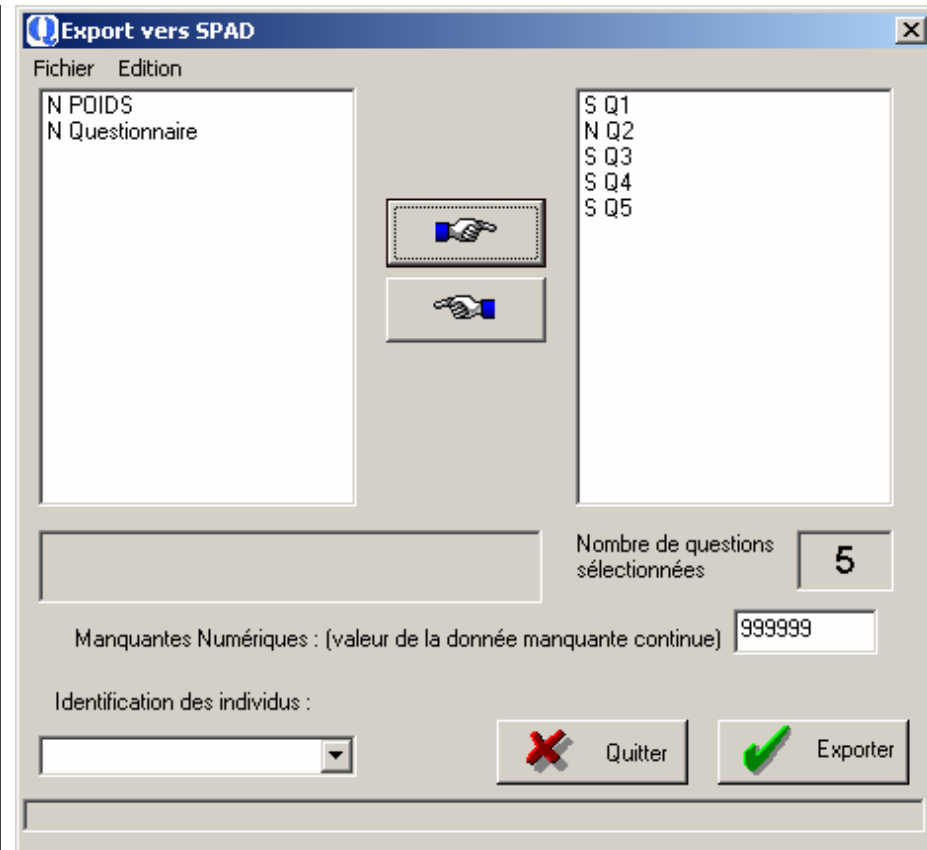 Export vers SPAD
Fichier Edition
N POIDS
N Questionnaire
S Q1
N Q2
S Q3
S Q4
S Q5
Nombre de questions
sélectionnées
5
Manquantes Numériques : (valeur de la donnée manquante continue)
999999
Identification des individus :
Quitter
Exporter